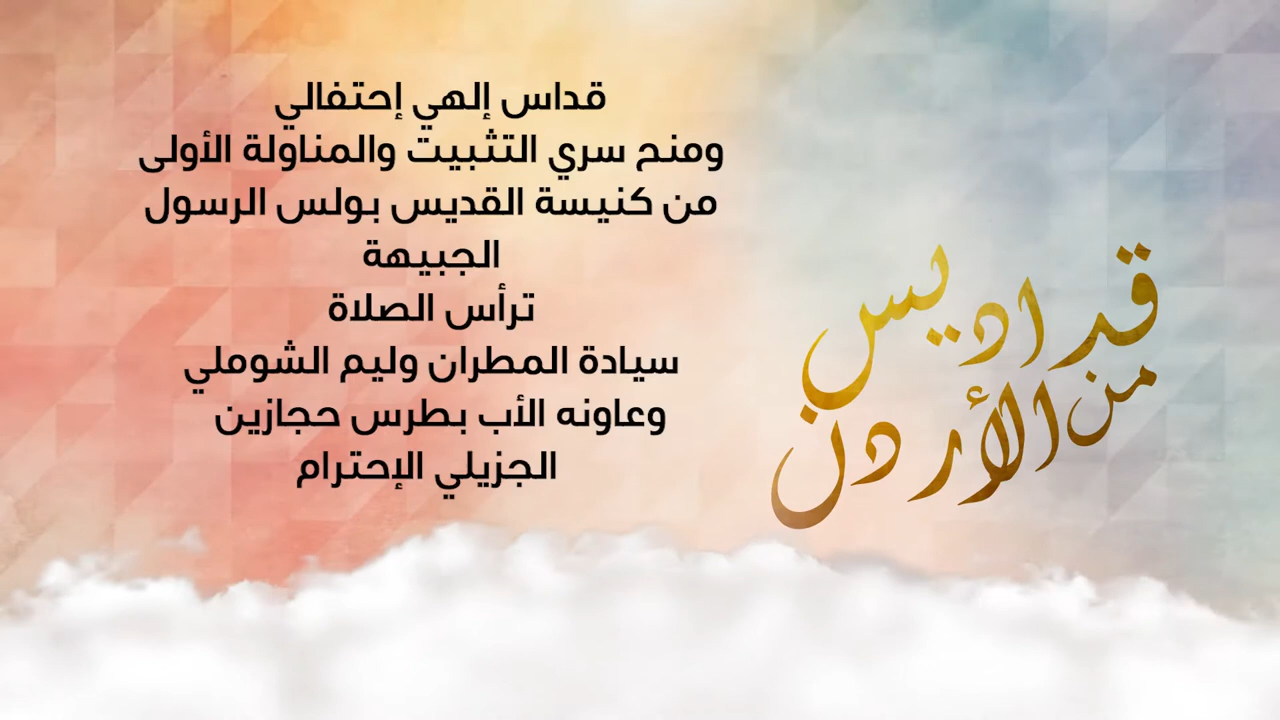 قداس إلهي إحتفالي
ومنح سري التثبيت والمناولة الأولى
من كنيسة القديس بولس الرسول
الجبيهة
ترأس الصلاة
سيادة المطران وليم الشوملي
وعاونه الأب بطرس حجازين
الجزيلي الإحترام
قداديس
من الأردن